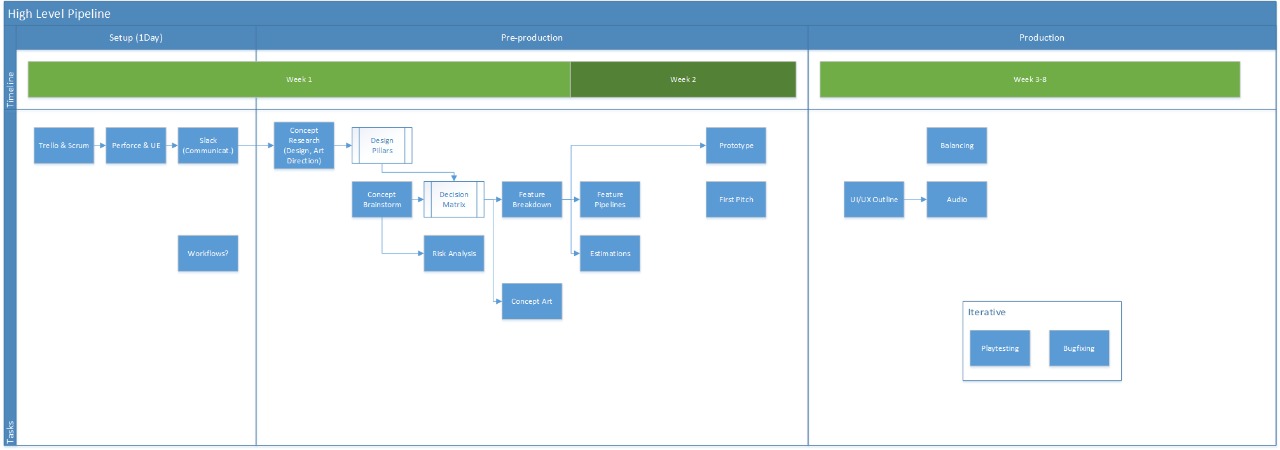 High Level Pipeline
Setup (1Day)
Pre-production
Production
Timeline
Week 1
Week 2
Week 3-8
Tasks
Trello & Scrum
Perforce & UE
Slack
(Communicat.)
Workflows?
Concept
Research
(Design, Art
Direction)
Design
Pillars
Concept
Brainstorm
Decision
Matrix
Risk Analysis
Feature
Breakdown
Concept Art
Feature
Pipelines
Estimations
Prototype
First Pitch
Balancing
UI/UX Outline
Audio
Iterative
Playtesting
Bugfixing